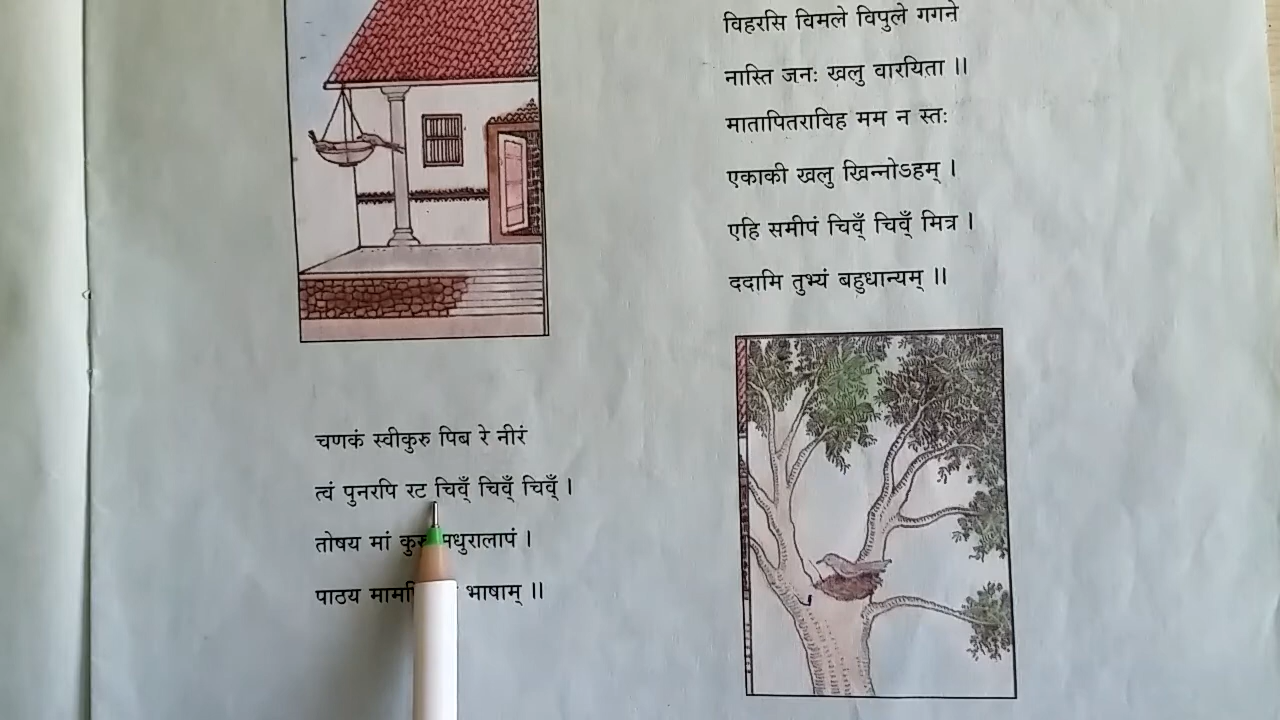 चणकं स्वीकुरु पिब रे नीरं
त्वं पुनरपि रट चिव्ँ चिव्ँ चिव्ँ ।
तोषय मां कुरु मधुरालापं ।
पाठय भाषाम् ॥
विहरसि विमले विपुले गगने
नास्ति जनः खलु वारयिता ॥
मातापितराविह मम न स्तः
एकाकी खलु खिन्नोऽहम् ।
एहि समीपं चिव्ँ चिव्ँ मित्र ।
ददामि तुभ्यं बहुधान्यम् ॥